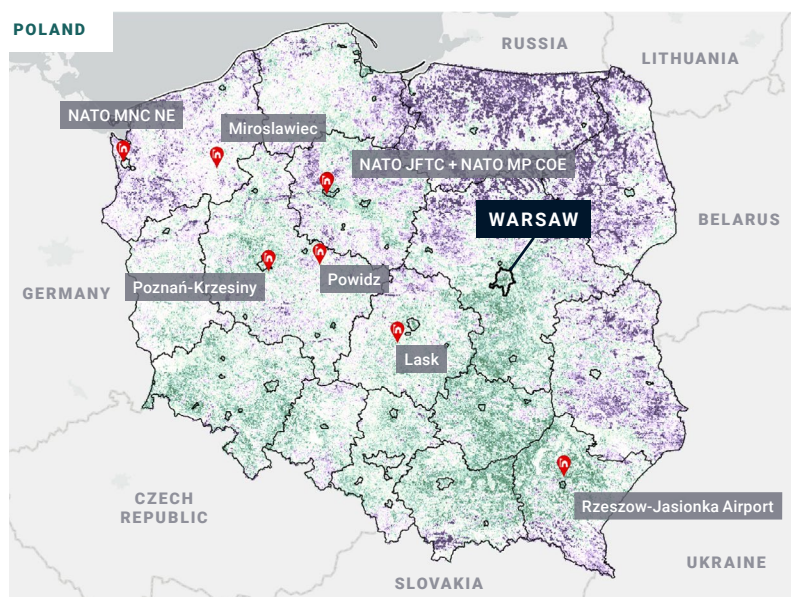 POLAND
RUSSIA
LITHUANIA
NATO MNC NE
Miroslawiec
NATO JFTC + NATO MP COE
WARSAW
BELARUS
GERMANY
Poznań-Krzesiny
Powidz
Lask
CZECH
REPUBLIC
Rzeszow-Jasionka Airport
UKRAINE
SLOVAKIA